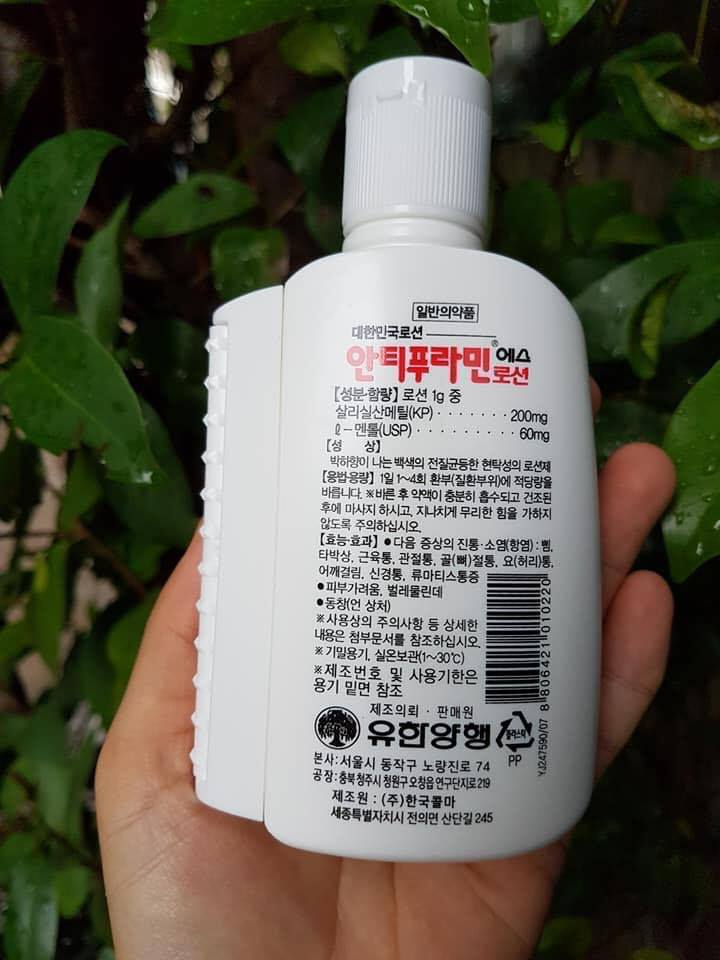 일반의약품
대한민국로션
안티푸라민® 에스
로션
[성분·함량] 로션 1g 중
살리실산메틸(KP) · · · · · · · 200mg
ℓ-멘톨(USP) · · · · · · · · · · 60mg
[성 상]
박하향이 나는 백색의 전질균등한 현탁성의 로션제
[용법·용량] 1일 1~4회 환부(질환부위)에 적당량을
바릅니다. ※바른 후 약액이 충분히 흡수되고 건조된
후에 마사지 하시고, 지나치게 무리한 힘을 가하지
않도록 주의하십시오.
[효능·효과] ●다음 증상의 진통·소염(항염) : 삠,
타박상, 근육통, 관절통, 골(뼈)절통, 요(허리)통,
어깨결림, 신경통, 류마티스통증
●피부가려움, 벌레물린데
●동창(언 상처)
※사용상의 주의사항 등 상세한
내용은 첨부문서를 참조하십시오.
※기밀용기, 실온보관(1~30℃)
※제조번호 및 사용기한은
용기 밑면 참조
8 806421 010220
YJ247590/07
제조의뢰 · 판매원
유한양행
플라스틱
PP
본사: 서울시 동작구 노량진로 74
공장: 충북 청주시 청원구 오창읍 연구단지로 219
제조원 : (주)한국콜마
세종특별자치시 전의면 산단길 245